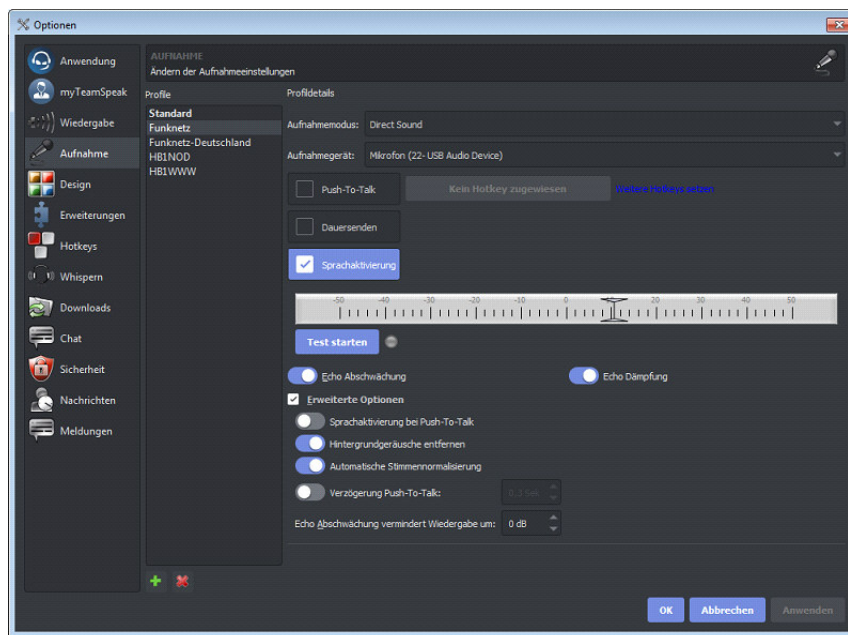 Optionen
Anwendung
myTeamSpeak
Wiedergabe
Aufnahme
Design
Erweiterungen
Hotkeys
Whispern
Downloads
Chat
Sicherheit
Nachrichten
Meldungen
AUFNAHME
Ändern der Aufnahmeeinstellungen
Profile
Standard
Funknetz
Funknetz-Deutschland
HB1NOD
HB1WWW
Profildetails
Aufnahmemodus: Direct Sound
Aufnahmegerät: Mikrofon (22- USB Audio Device)
Push-To-Talk
Kein Hotkey zugewiesen
Weitere Hotkeys setzen
Dauersenden
Sprachaktivierung
-50 -40 -30 -20 -10 0 20 30 40 50
Test starten
Echo Abschwächung
Echo Dämpfung
Erweiterte Optionen
Sprachaktivierung bei Push-To-Talk
Hintergrundgeräusche entfernen
Automatische Stimmennormalisierung
Verzögerung Push-To-Talk: 0.3 Sek
Echo Abschwächung vermindert Wiedergabe um: 0 dB
OK
Abbrechen
Anwenden